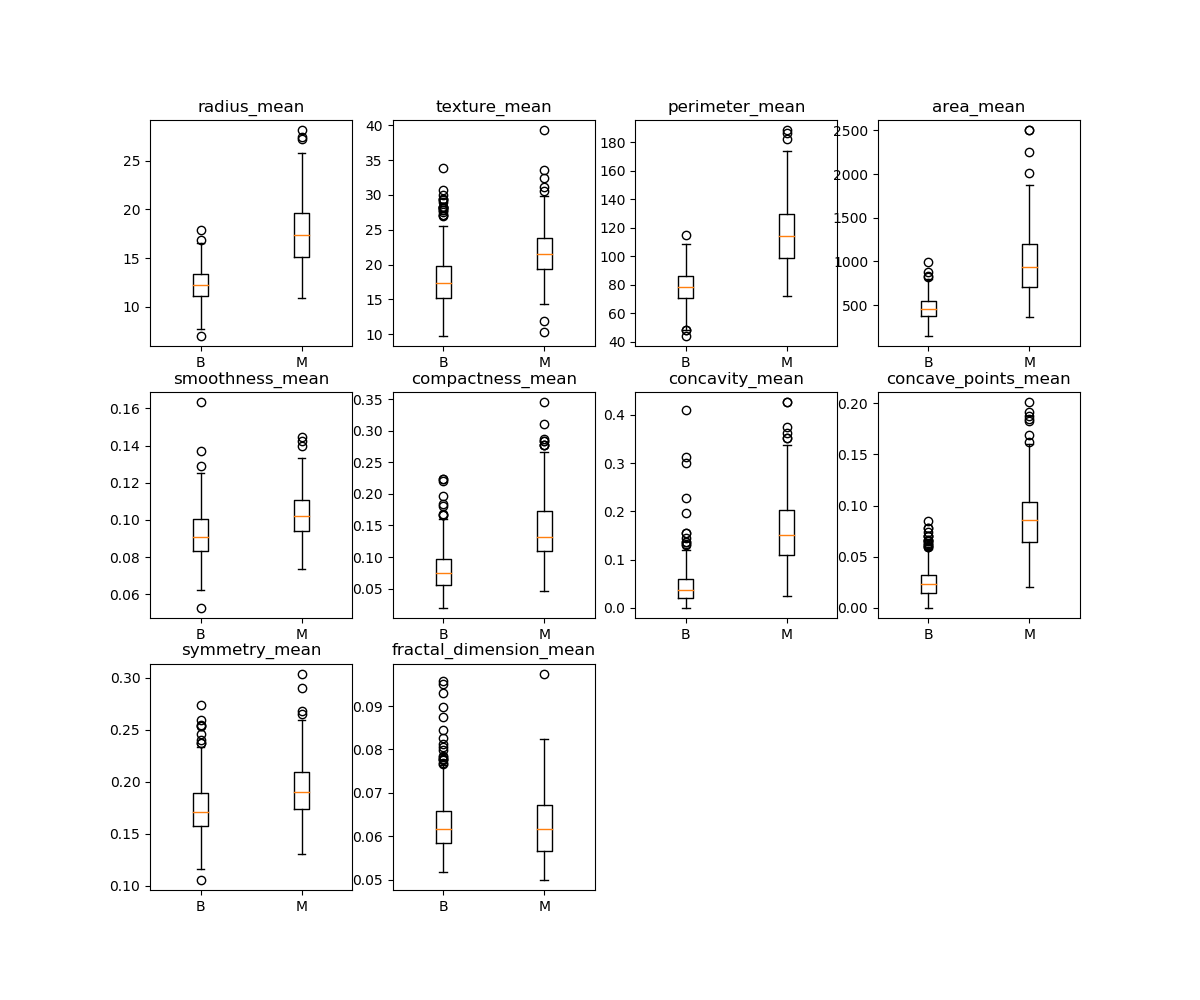 radius_mean
texture_mean
perimeter_mean
area_mean
25
20
15
10
B
M
40
35
30
25
20
15
10
B
M
180
160
140
120
100
80
60
40
B
M
2500
2000
1500
1000
500
B
M
smoothness_mean
compactness_mean
concavity_mean
concave_points_mean
0.16
0.14
0.12
0.10
0.08
0.06
B
M
0.35
0.30
0.25
0.20
0.15
0.10
0.05
B
M
0.4
0.3
0.2
0.1
0.0
B
M
0.20
0.15
0.10
0.05
0.00
B
M
symmetry_mean
fractal_dimension_mean
0.30
0.25
0.20
0.15
0.10
B
M
0.09
0.08
0.07
0.06
0.05
B
M